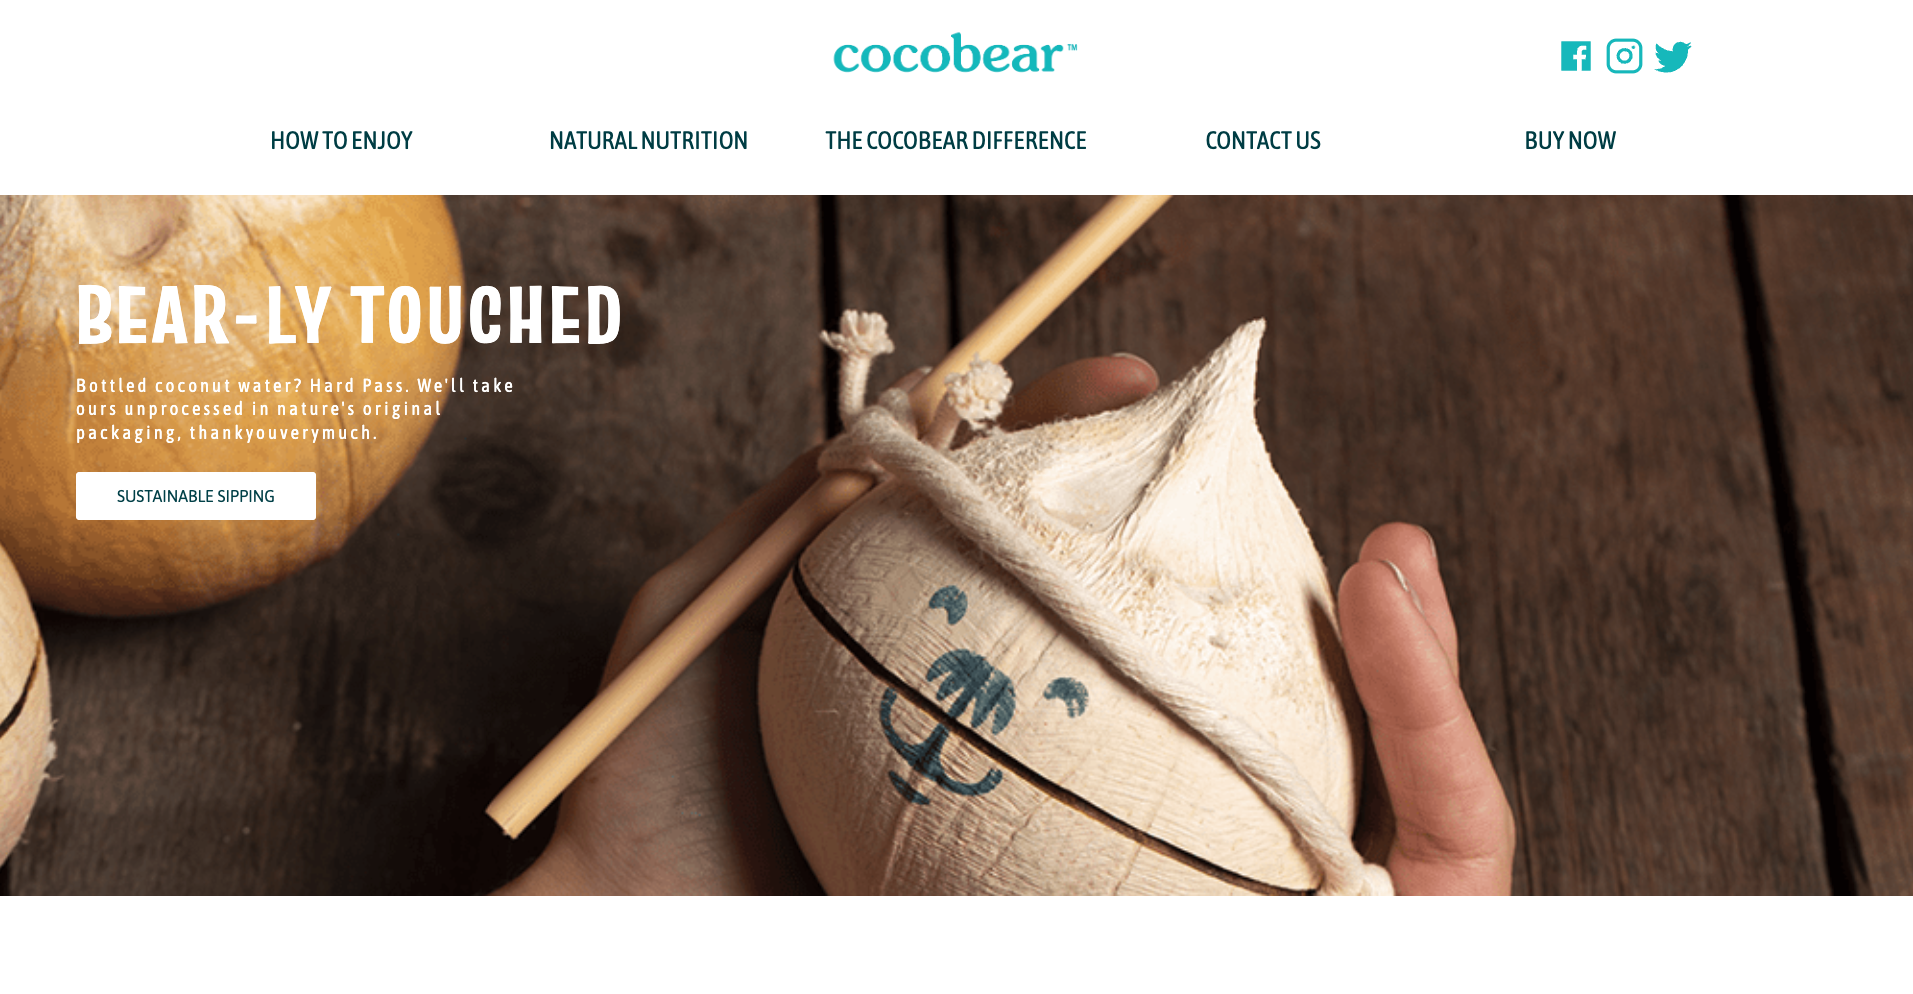 cocobear™
HOW TO ENJOY
NATURAL NUTRITION
THE COCOBEAR DIFFERENCE
CONTACT US
BUY NOW
BEAR-LY TOUCHED
Bottled coconut water? Hard Pass. We'll take
ours unprocessed in nature's original
packaging, thankyouverymuch.
SUSTAINABLE SIPPING